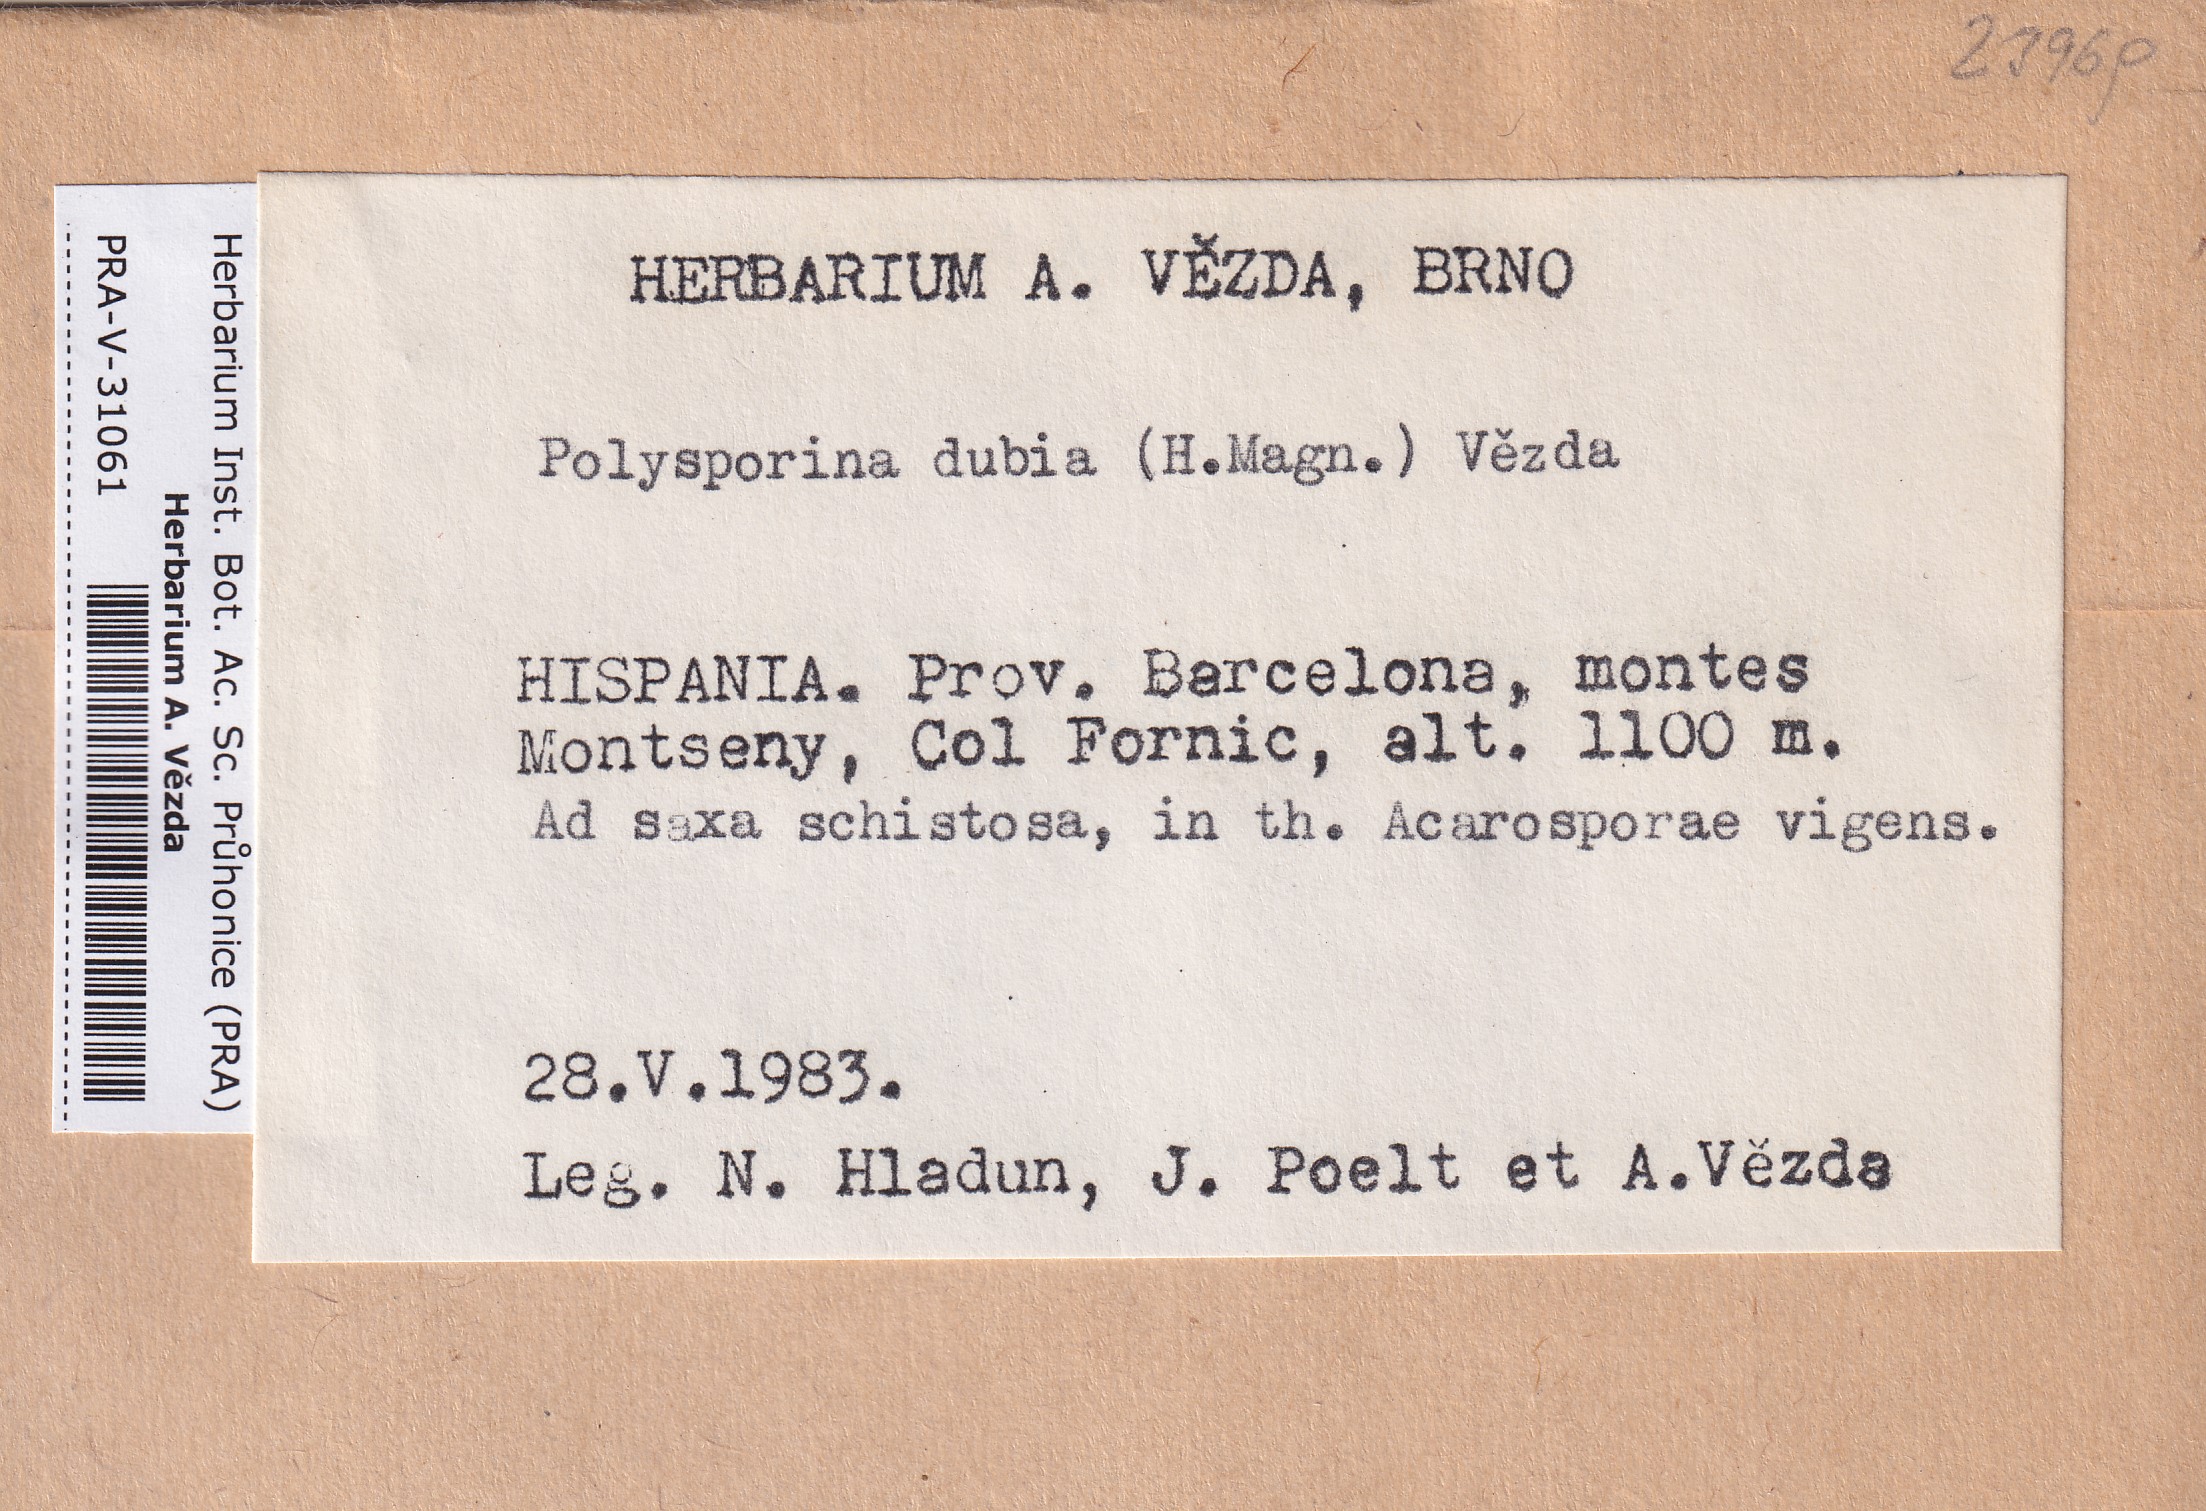 HERBARIUM A. VĚZDA, BRNO
Polysporina dubia (H.Magn.) Vězda
HISPANIA. Prov. Barcelona, montes
Montseny, Col Fornic, alt. 1100 m.
Ad saxa schistosa, in th. Acarosporae vigens.
28.V.1983.
Leg. N. Hladun, J. Poelt et A.Vězda
Herbarium Inst. Bot. Ac. Sc. Průhonice (PRA)
Herbarium A. Vězda
PRA-V-31061